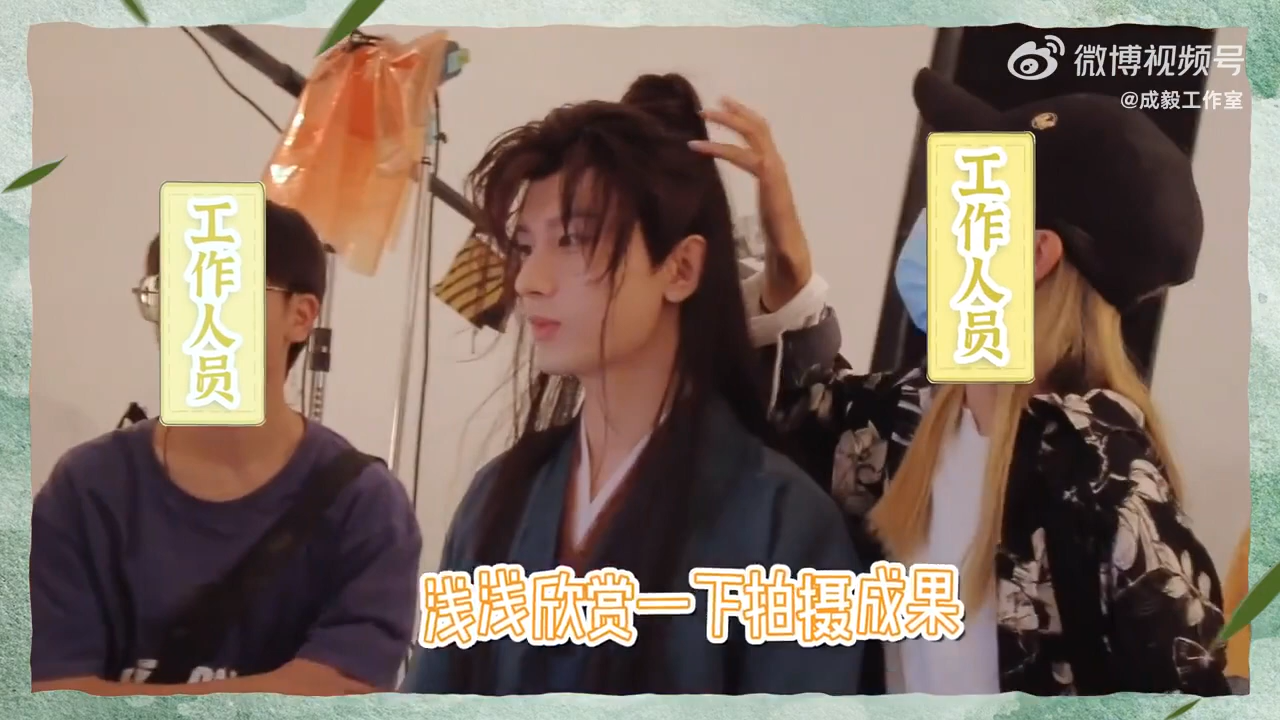 微博视频号
@成毅工作室
工作人员
工作人员
浅浅欣赏一下拍摄成果